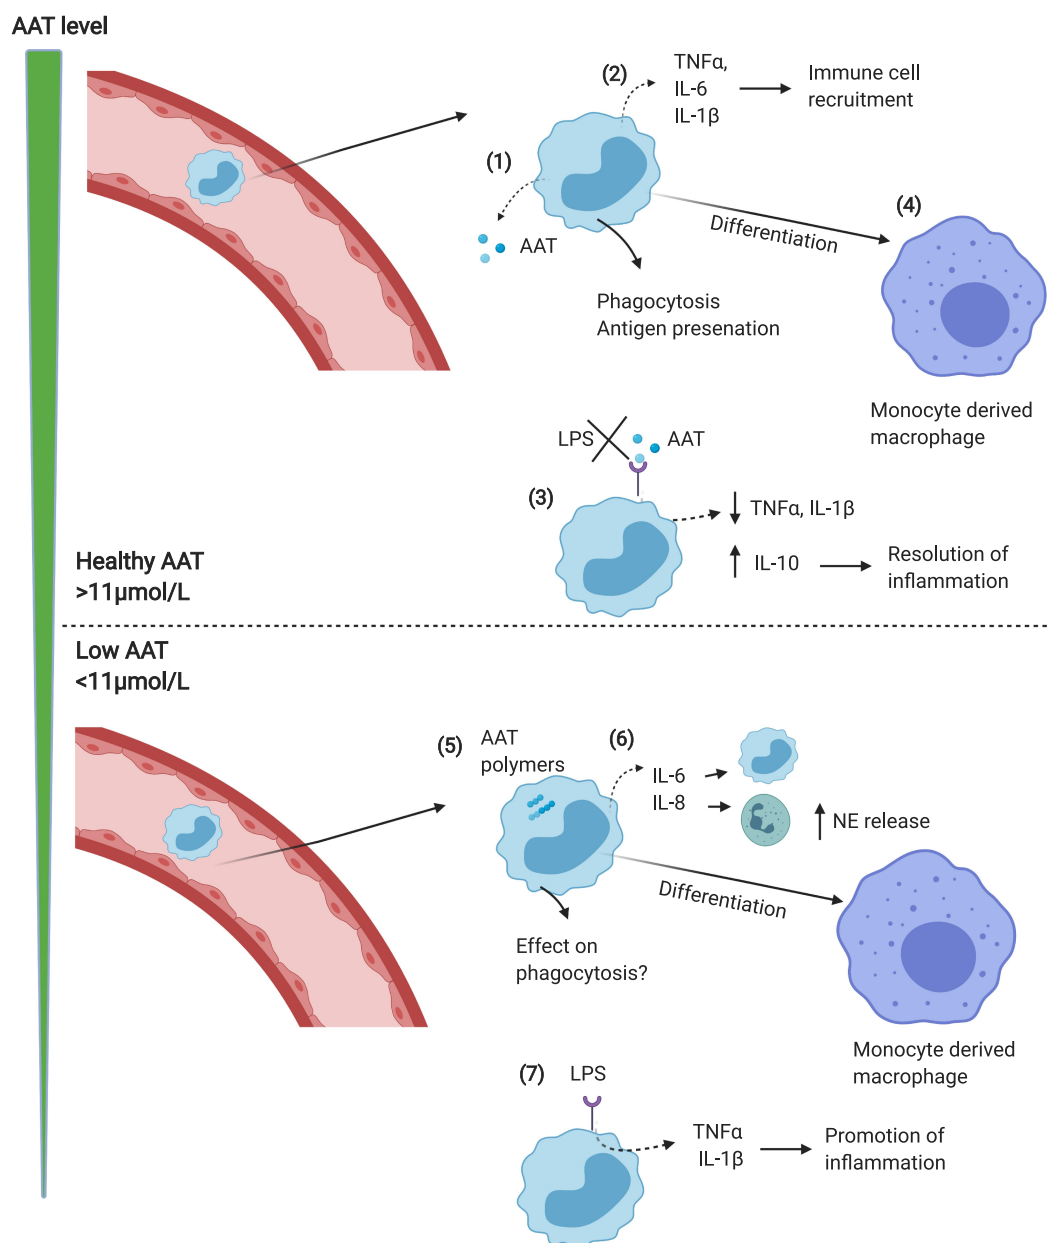 AAT level
(2)
TNFα,
IL-6
IL-1β
Immune cell
recruitment
(1)
AAT
Differentiation
(4)
Phagocytosis
Antigen presenation
Monocyte derived
macrophage
LPS
AAT
(3)
TNFα, IL-1β
IL-10
Resolution of
inflammation
Healthy AAT
>11µmol/L
Low AAT
<11µmol/L
(5)
AAT
polymers
(6)
IL-6
IL-8
NE release
Differentiation
Effect on
phagocytosis?
Monocyte derived
macrophage
(7)
LPS
TNFα
IL-1β
Promotion of
inflammation